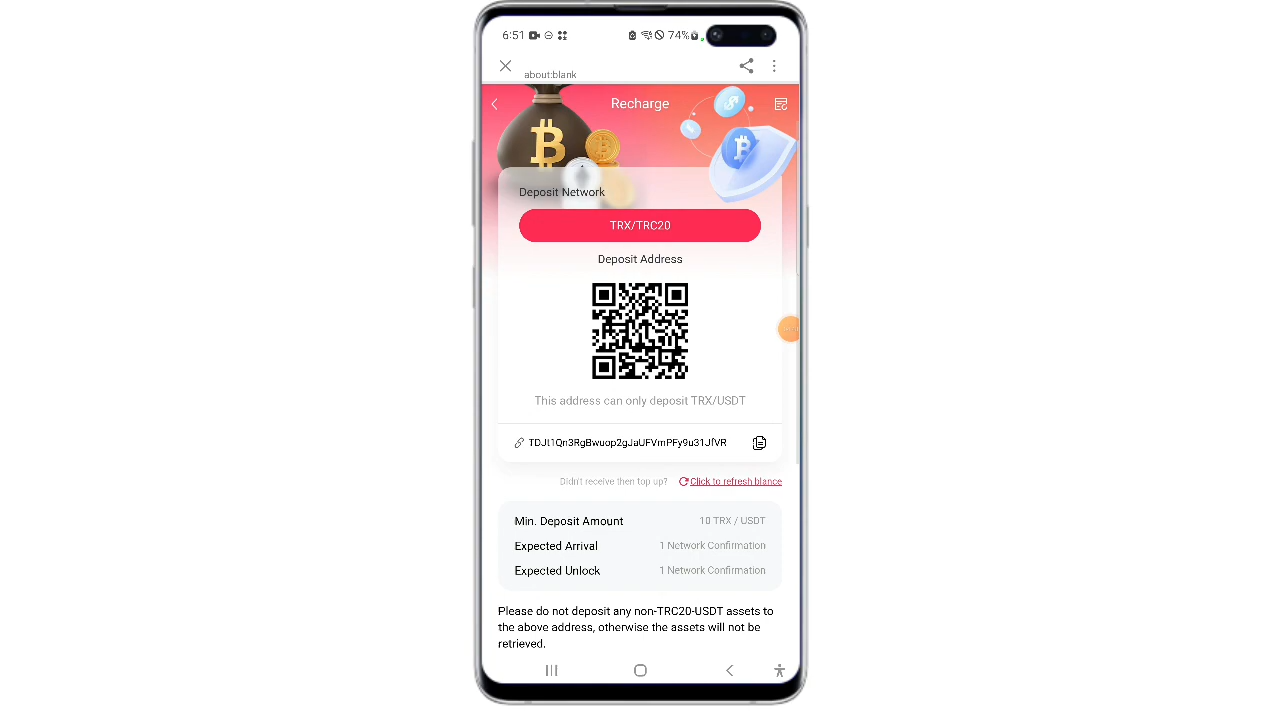 6:51
74%
about:blank
Recharge
Deposit Network
TRX/TRC20
Deposit Address
This address can only deposit TRX/USDT
TDJt1Qn3RgBwuop2gJaUFVmPFy9u31JfVR
Didn't receive then top up? Click to refresh blance
Min. Deposit Amount 10 TRX / USDT
Expected Arrival 1 Network Confirmation
Expected Unlock 1 Network Confirmation
Please do not deposit any non-TRC20-USDT assets to
the above address, otherwise the assets will not be
retrieved.